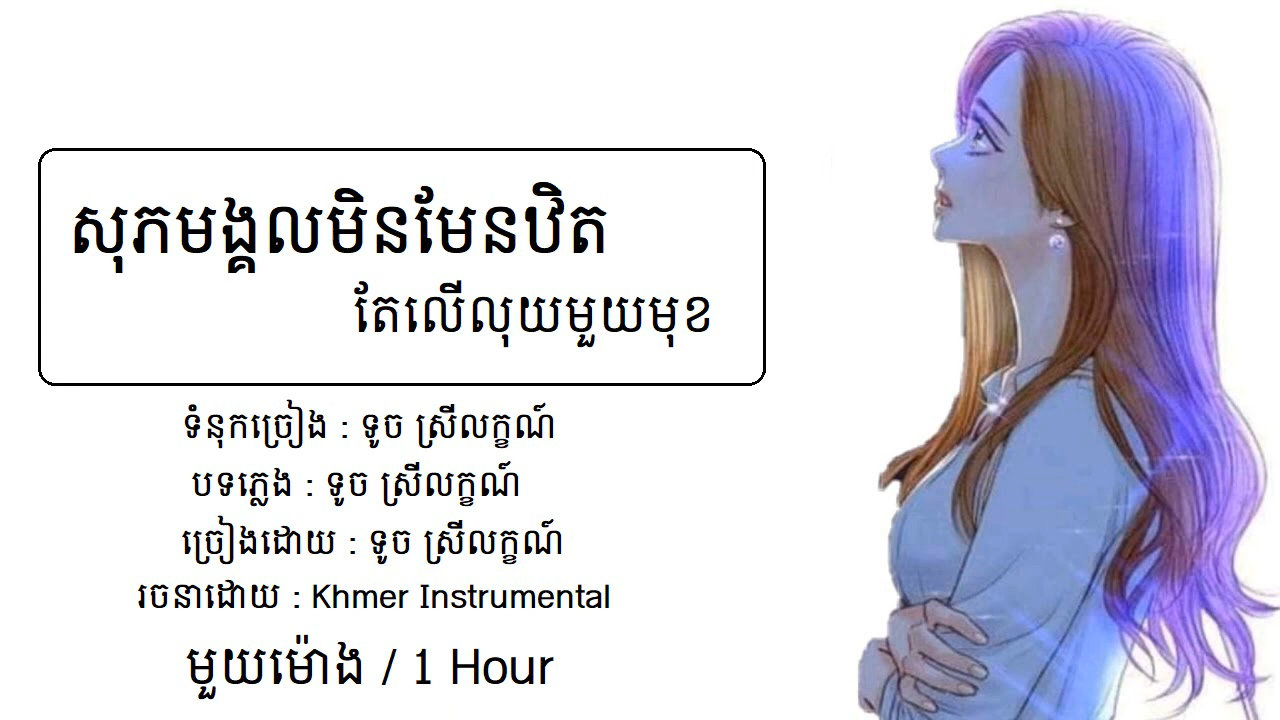 សុភមង្គលមិនមែនឋិត
តែលើលុយមួយមុខ
ទំនុកច្រៀង : ទូច ស្រីលក្ខណ៍
បទភ្លេង : ទូច ស្រីលក្ខណ៍
ច្រៀងដោយ : ទូច ស្រីលក្ខណ៍
រចនាដោយ : Khmer Instrumental
មួយម៉ោង / 1 Hour